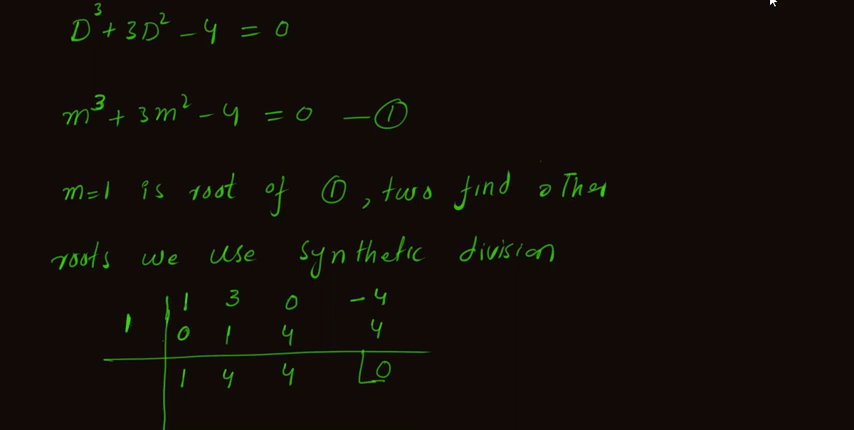 D³ + 3D² - 4 = 0
m³ + 3m² - 4 = 0 — ①
m=1 is root of ①, two find other
roots we use synthetic division
1 3 0 -4
1 0 1 4 4
1 4 4 0